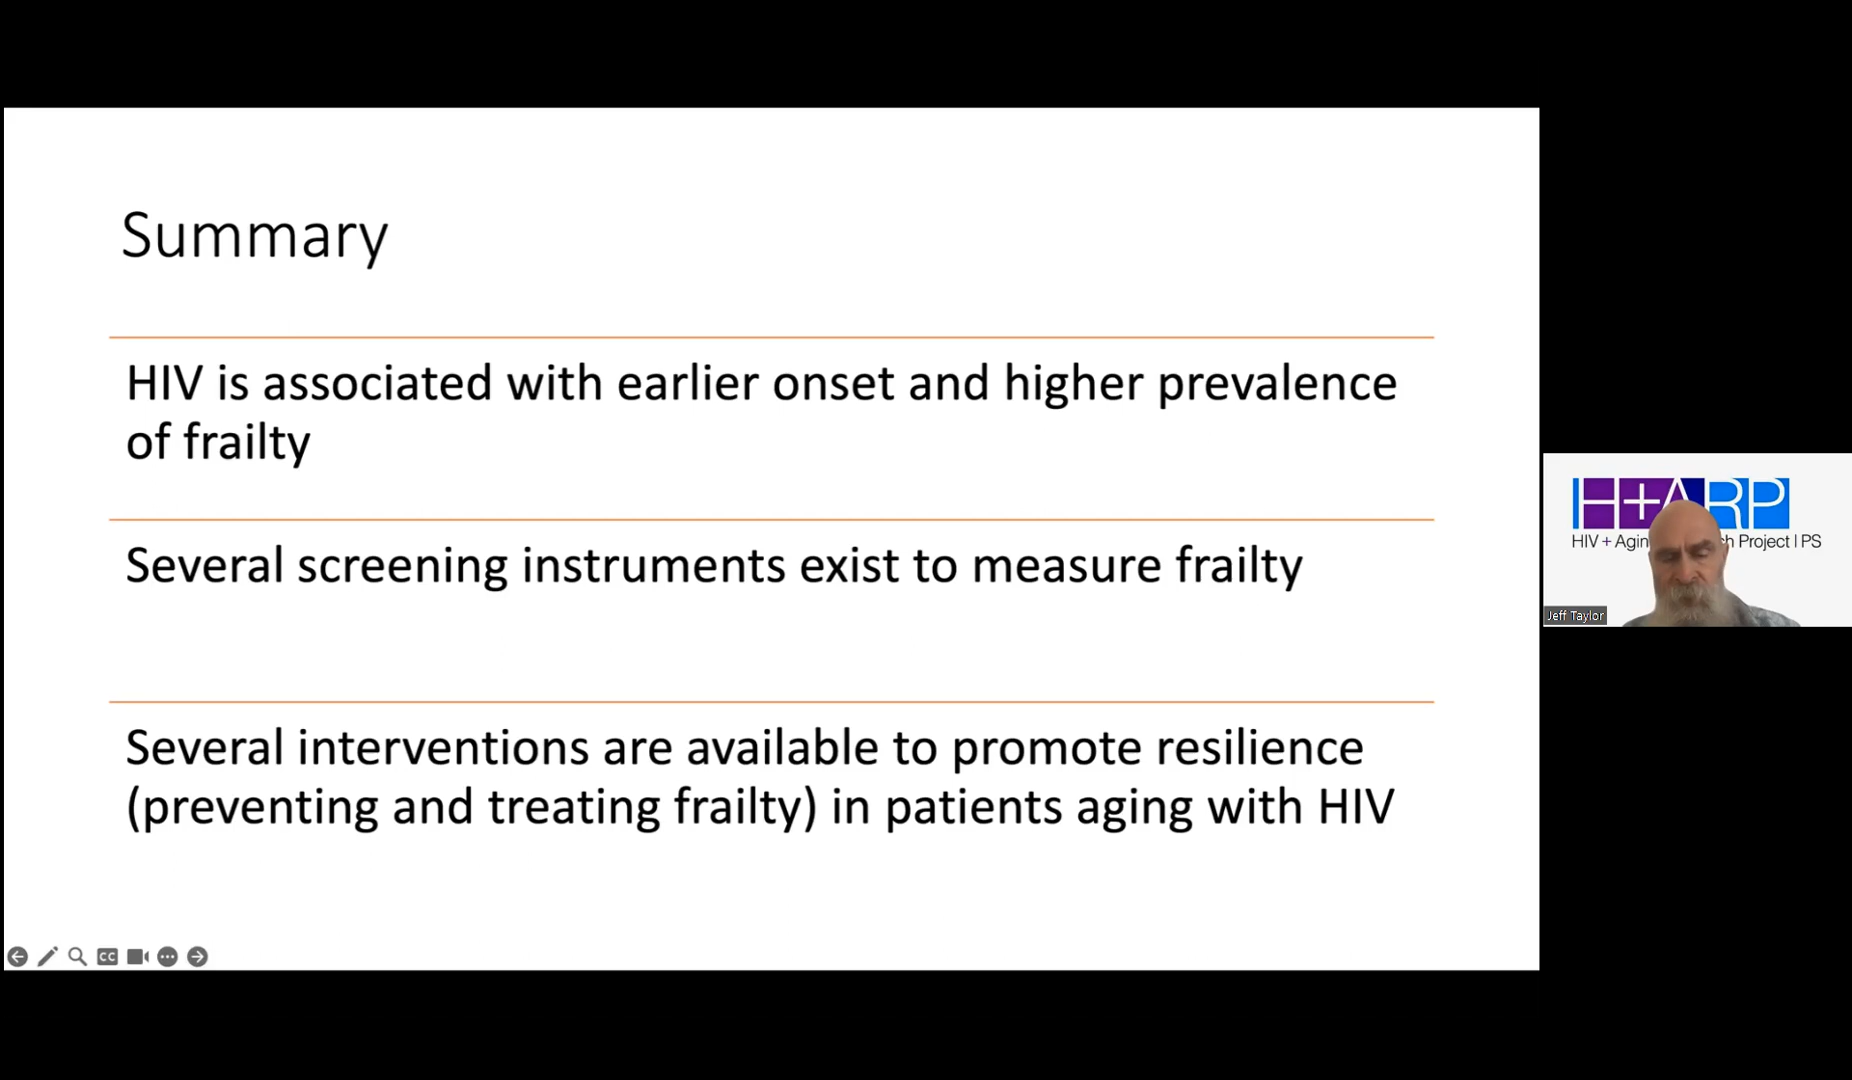 Summary
HIV is associated with earlier onset and higher prevalence
of frailty
Several screening instruments exist to measure frailty
Several interventions are available to promote resilience
(preventing and treating frailty) in patients aging with HIV
CC
H+ARP
HIV + Agin ch Project | PS
Jeff Taylor